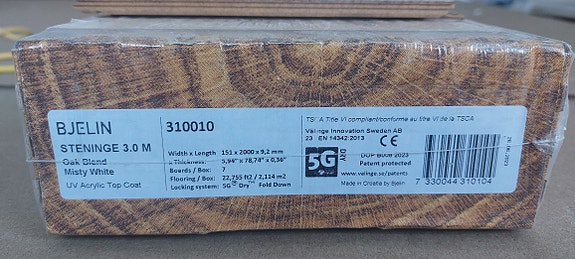 BJELIN
STENINGE 3.0 M
Oak Blend
Misty White
UV Acrylic Top Coat
310010
Width x Length 151 x 2000 x 9,2 mm
x Thickness: 5,94" x 78,74" x 0,36"
Boards / Box: 7
Flooring / Box: 22,755 ft2 / 2,114 m2
Locking system: 5G Dry Fold Down
TSCA Title VI compliant/conforme au titre VI de la TSCA
Välinge Innovation Sweden AB
23 EN 14342:2013
CE
5G
DRY
DOP B008 2023
Patent protected
www.valinge.se/patents
Made in Croatia by Bjelin
7 330044 310104